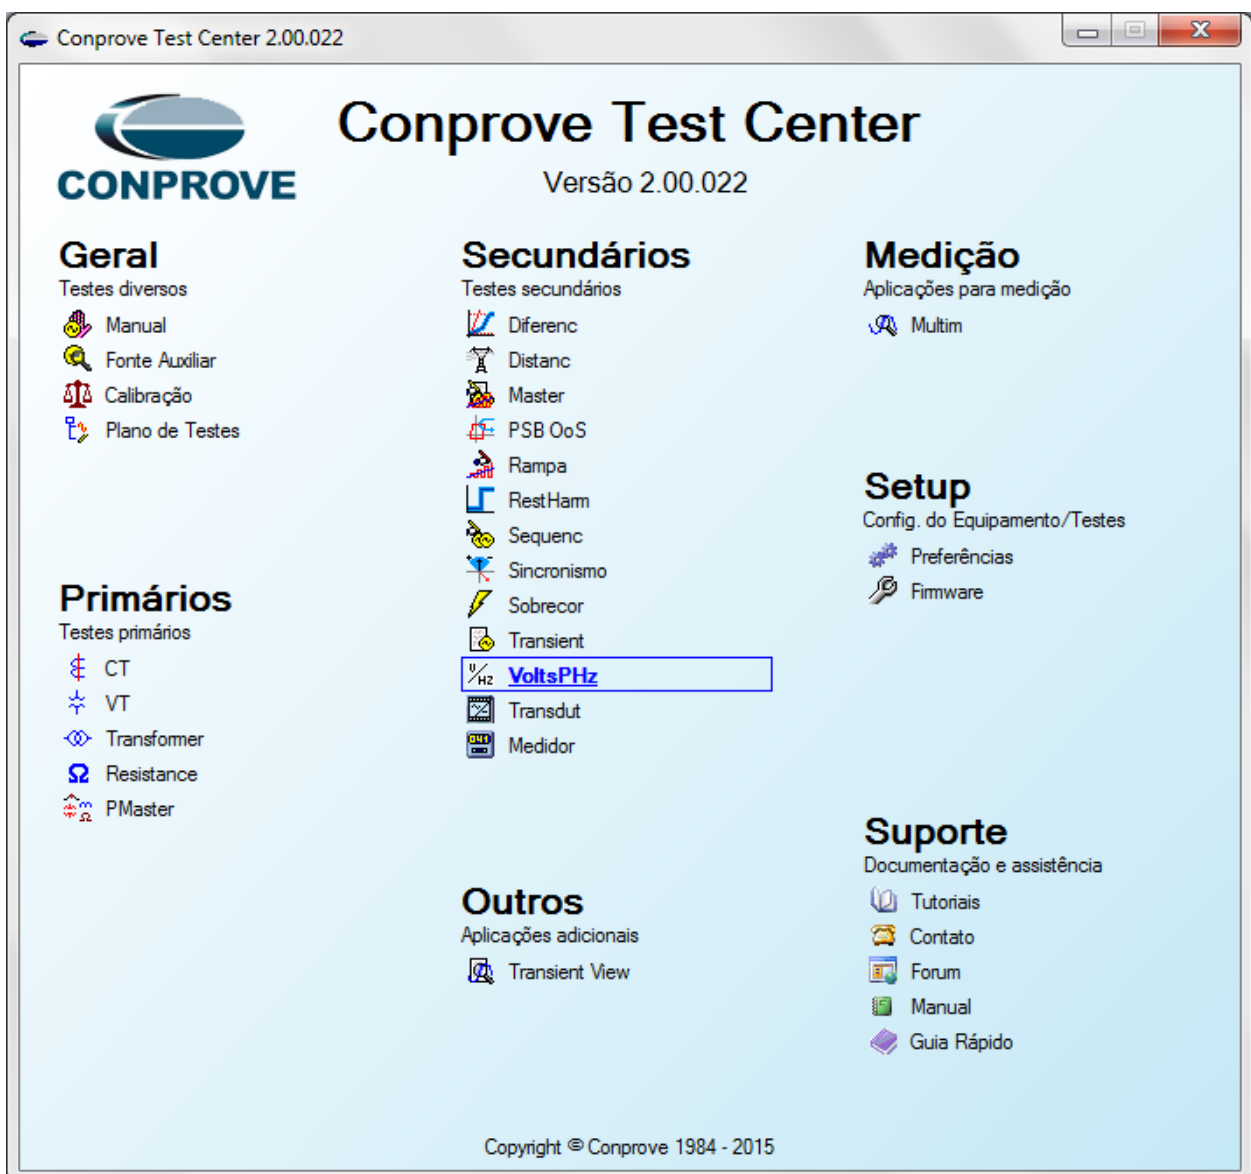 Conprove Test Center 2.00.022
CONPROVE
Conprove Test Center
Versão 2.00.022
Geral
Testes diversos
Manual
Fonte Auxiliar
Calibração
Plano de Testes
Primários
Testes primários
CT
VT
Transformer
Resistance
PMaster
Secundários
Testes secundários
Diferenc
Distanc
Master
PSB OoS
Rampa
RestHarm
Sequenc
Sincronismo
Sobrecor
Transient
U/Hz VoltsPHz
Transdut
Medidor
Outros
Aplicações adicionais
Transient View
Medição
Aplicações para medição
Multim
Setup
Config. do Equipamento/Testes
Preferências
Firmware
Suporte
Documentação e assistência
Tutoriais
Contato
Forum
Manual
Guia Rápido
Copyright © Conprove 1984 - 2015